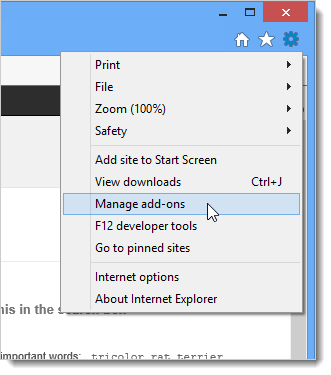 Print
File
Zoom (100%)
Safety
Add site to Start Screen
View downloads Ctrl+J
Manage add-ons
F12 developer tools
Go to pinned sites
Internet options
About Internet Explorer
his in the search box
important words: tricolor rat terrier